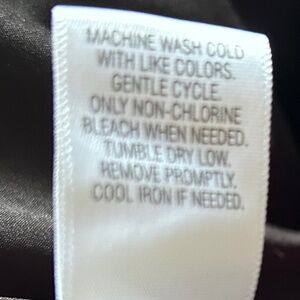 MACHINE WASH COLD
WITH LIKE COLORS.
GENTLE CYCLE.
ONLY NON-CHLORINE
BLEACH WHEN NEEDED.
TUMBLE DRY LOW.
REMOVE PROMPTLY.
COOL IRON IF NEEDED.